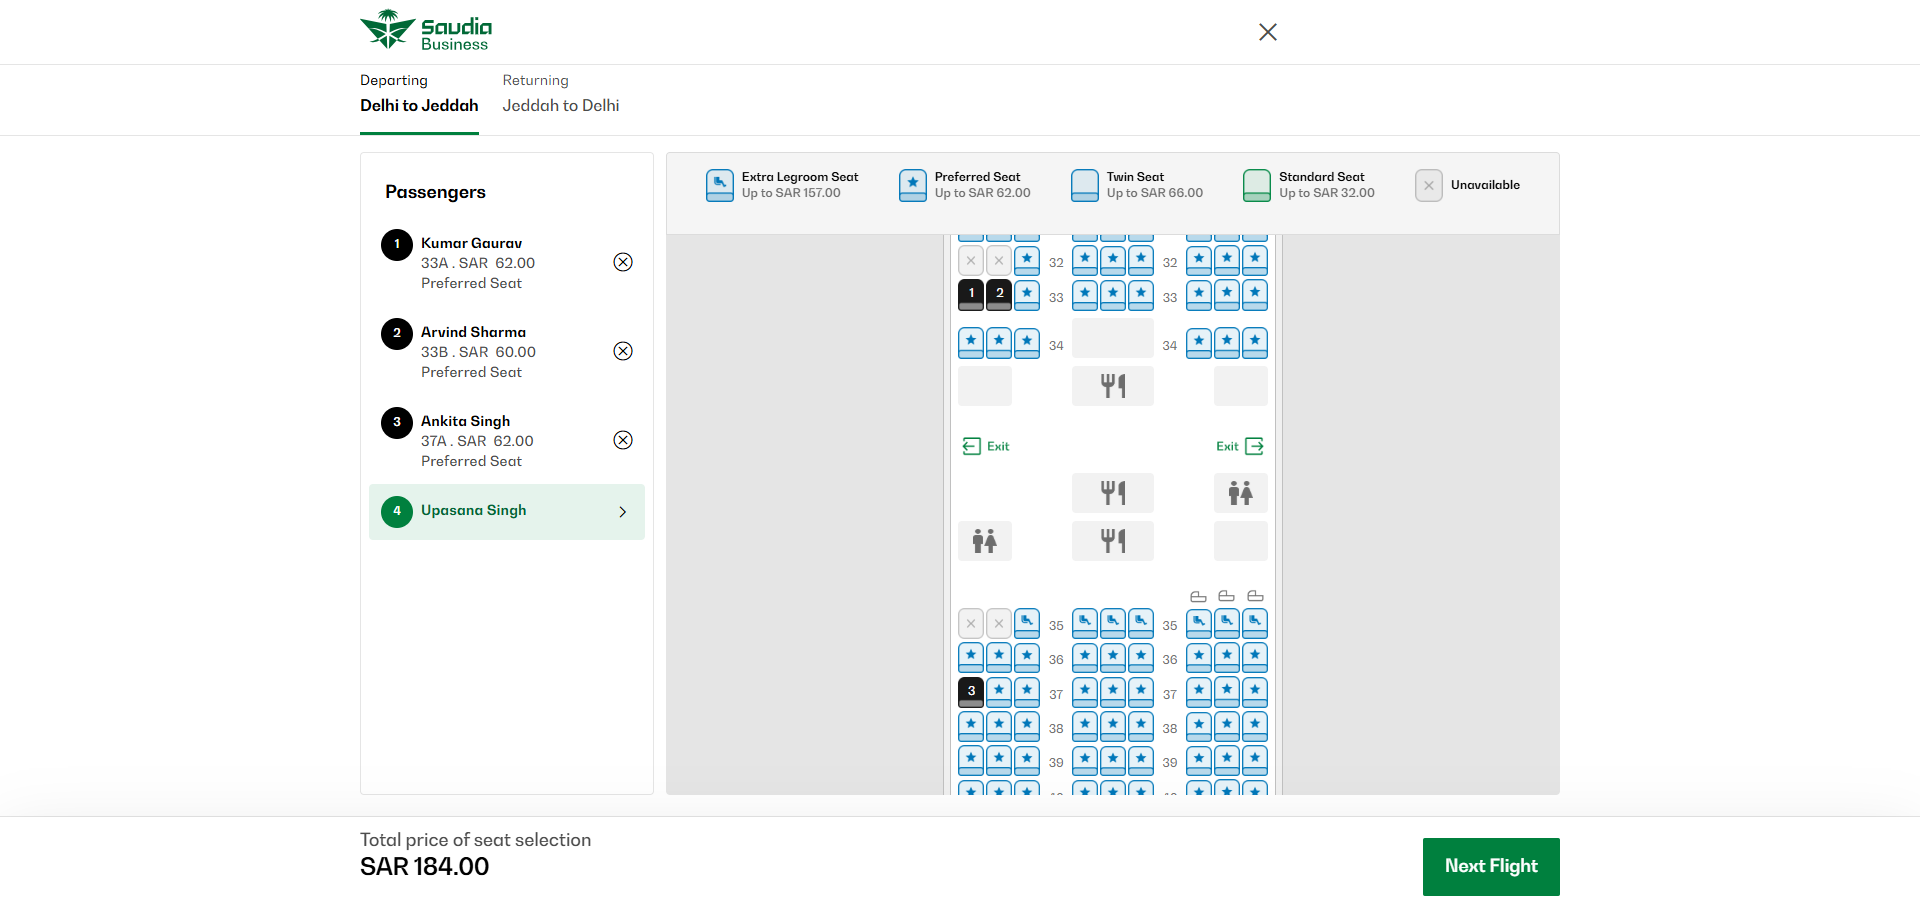 Saudia
Business
Departing
Delhi to Jeddah
Returning
Jeddah to Delhi
Passengers
1
Kumar Gaurav
33A . SAR 62.00
Preferred Seat
2
Arvind Sharma
33B . SAR 60.00
Preferred Seat
3
Ankita Singh
37A . SAR 62.00
Preferred Seat
4
Upasana Singh
Extra Legroom Seat
Up to SAR 157.00
Preferred Seat
Up to SAR 62.00
Twin Seat
Up to SAR 66.00
Standard Seat
Up to SAR 32.00
Unavailable
32 32
1 2 33 33
34 34
Exit Exit
35 35
36 36
3 37 37
38 38
39 39
Total price of seat selection
SAR 184.00
Next Flight